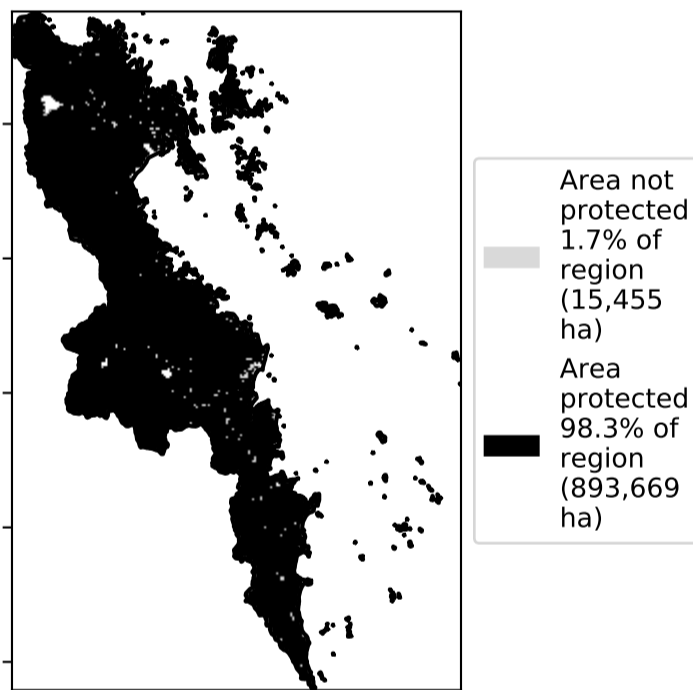 Area not
protected
1.7% of
region
(15,455
ha)
Area
protected
98.3% of
region
(893,669
ha)